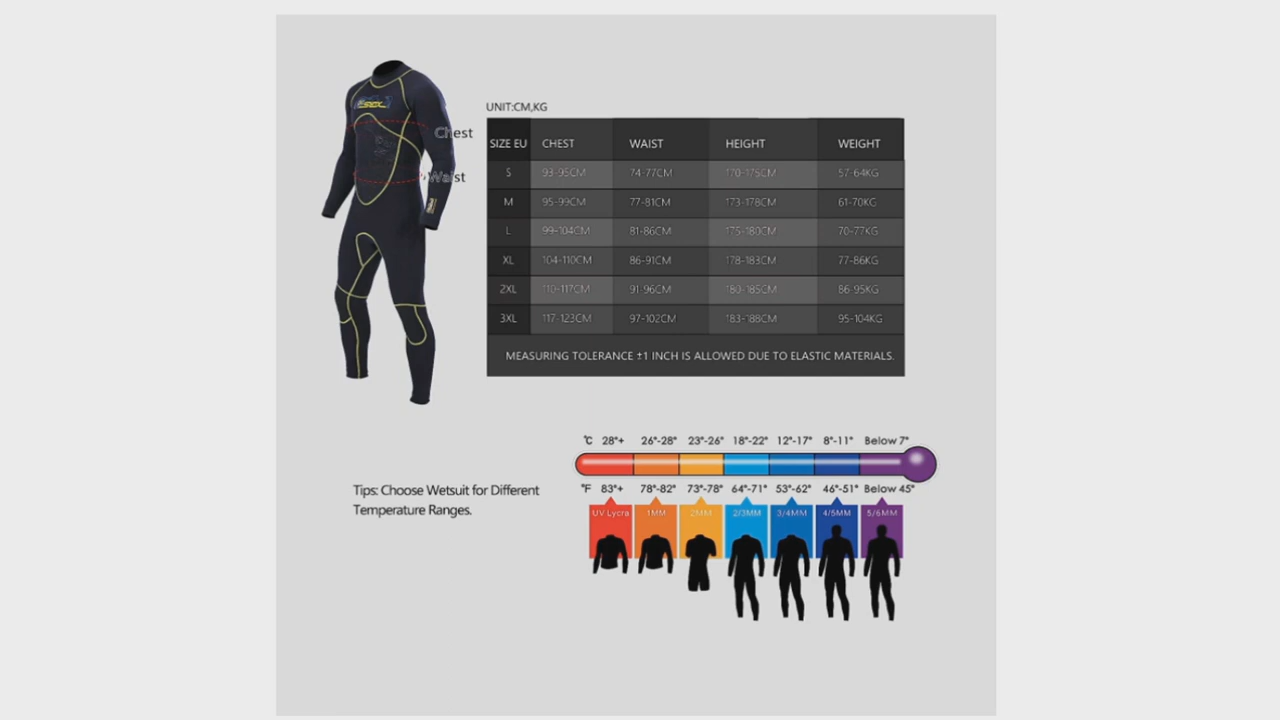 UNIT:CM,KG
Chest
Waist
SIZE EU CHEST WAIST HEIGHT WEIGHT
S 93-95CM 74-77CM 170-175CM 57-64KG
M 95-99CM 77-81CM 173-178CM 61-70KG
L 99-104CM 81-86CM 175-180CM 70-77KG
XL 104-110CM 86-91CM 178-183CM 77-86KG
2XL 110-117CM 91-96CM 180-185CM 86-95KG
3XL 117-123CM 97-102CM 183-188CM 95-104KG
MEASURING TOLERANCE ±1 INCH IS ALLOWED DUE TO ELASTIC MATERIALS.
°C 28°+ 26°-28° 23°-26° 18°-22° 12°-17° 8°-11° Below 7°
°F 83°+ 78°-82° 73°-78° 64°-71° 53°-62° 46°-51° Below 45°
UV Lycra 1MM 2MM 2/3MM 3/4MM 4/5MM 5/6MM
Tips: Choose Wetsuit for Different
Temperature Ranges.